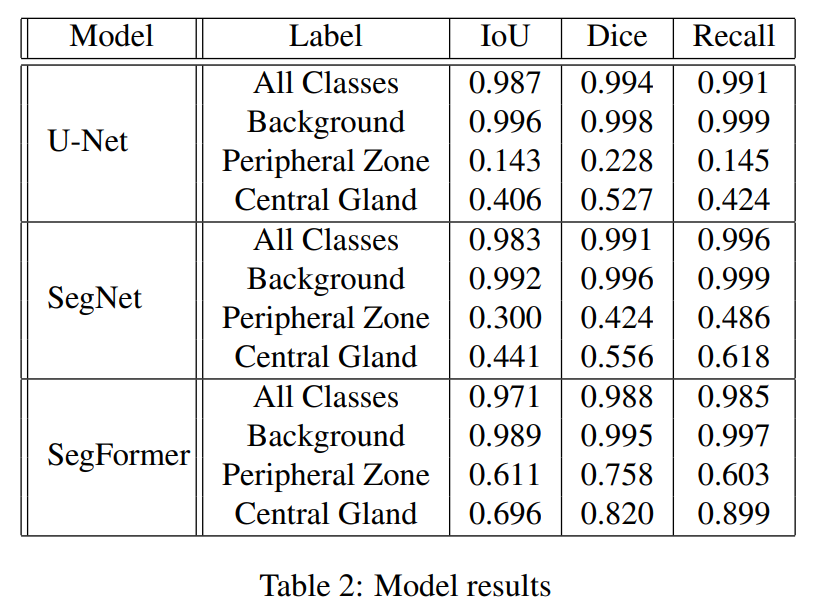 Model Label IoU Dice Recall
U-Net
All Classes 0.987 0.994 0.991
Background 0.996 0.998 0.999
Peripheral Zone 0.143 0.228 0.145
Central Gland 0.406 0.527 0.424
SegNet
All Classes 0.983 0.991 0.996
Background 0.992 0.996 0.999
Peripheral Zone 0.300 0.424 0.486
Central Gland 0.441 0.556 0.618
SegFormer
All Classes 0.971 0.988 0.985
Background 0.989 0.995 0.997
Peripheral Zone 0.611 0.758 0.603
Central Gland 0.696 0.820 0.899
Table 2: Model results